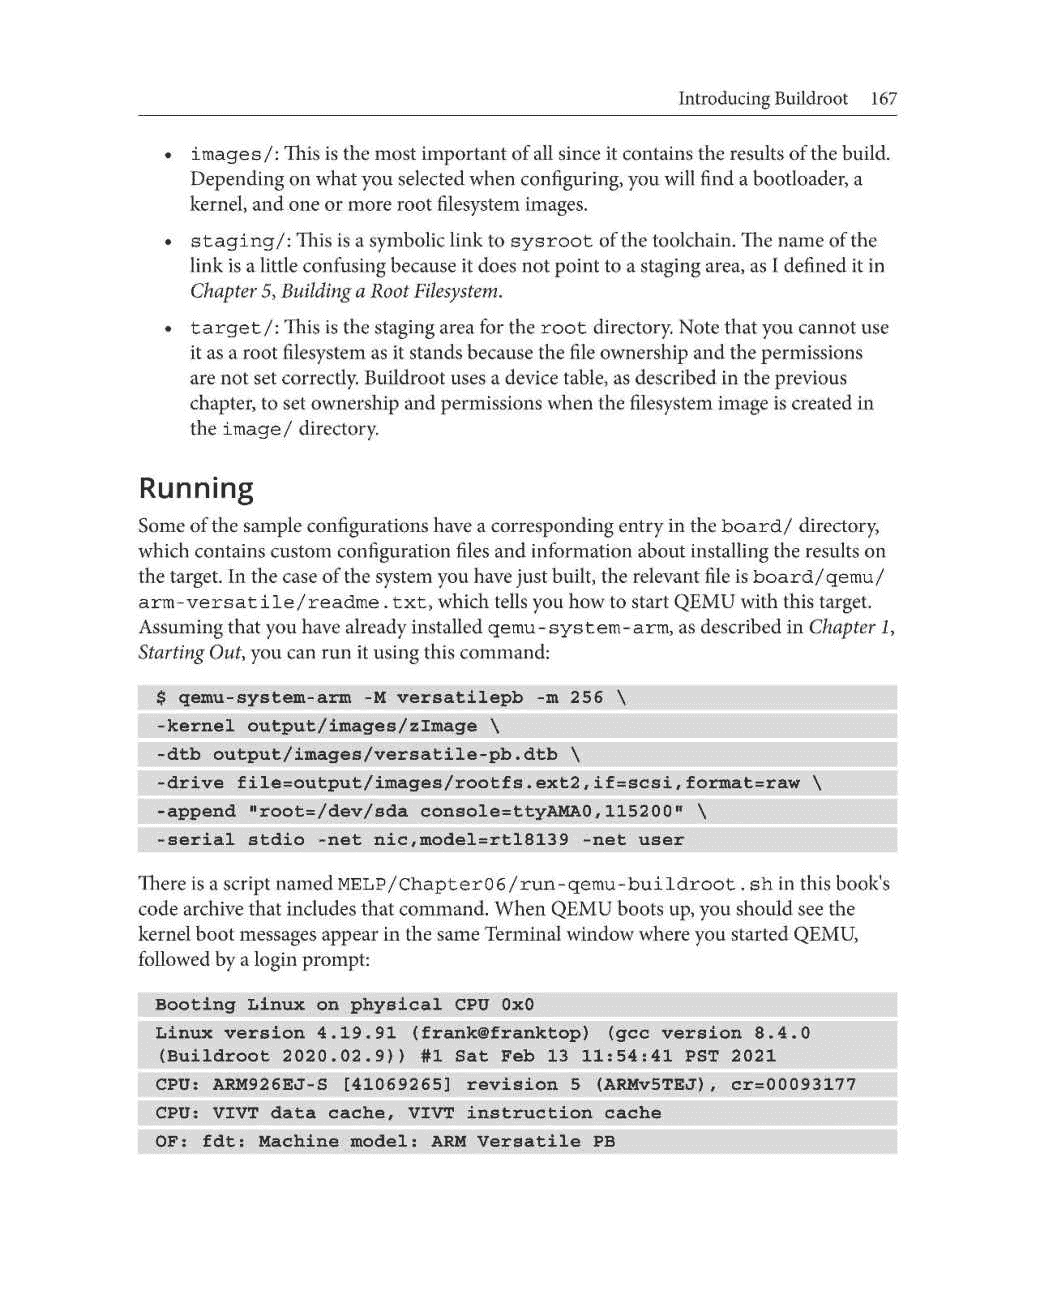 Introducing Buildroot 167
• images/: This is the most important of all since it contains the results of the build.
Depending on what you selected when configuring, you will find a bootloader, a
kernel, and one or more root filesystem images.
• staging/: This is a symbolic link to sysroot of the toolchain. The name of the
link is a little confusing because it does not point to a staging area, as I defined it in
Chapter 5, Building a Root Filesystem.
• target/: This is the staging area for the root directory. Note that you cannot use
it as a root filesystem as it stands because the file ownership and the permissions
are not set correctly. Buildroot uses a device table, as described in the previous
chapter, to set ownership and permissions when the filesystem image is created in
the image/ directory.
Running
Some of the sample configurations have a corresponding entry in the board/ directory,
which contains custom configuration files and information about installing the results on
the target. In the case of the system you have just built, the relevant file is board/qemu/
arm-versatile/readme.txt, which tells you how to start QEMU with this target.
Assuming that you have already installed qemu-system-arm, as described in Chapter 1,
Starting Out, you can run it using this command:
$ qemu-system-arm -M versatilepb -m 256 \
-kernel output/images/zImage \
-dtb output/images/versatile-pb.dtb \
-drive file=output/images/rootfs.ext2,if=scsi,format=raw \
-append "root=/dev/sda console=ttyAMA0,115200" \
-serial stdio -net nic,model=rtl8139 -net user
There is a script named MELP/Chapter06/run-qemu-buildroot.sh in this book's
code archive that includes that command. When QEMU boots up, you should see the
kernel boot messages appear in the same Terminal window where you started QEMU,
followed by a login prompt:
Booting Linux on physical CPU 0x0
Linux version 4.19.91 (frank@franktop) (gcc version 8.4.0
(Buildroot 2020.02.9)) #1 Sat Feb 13 11:54:41 PST 2021
CPU: ARM926EJ-S [41069265] revision 5 (ARMv5TEJ), cr=00093177
CPU: VIVT data cache, VIVT instruction cache
OF: fdt: Machine model: ARM Versatile PB